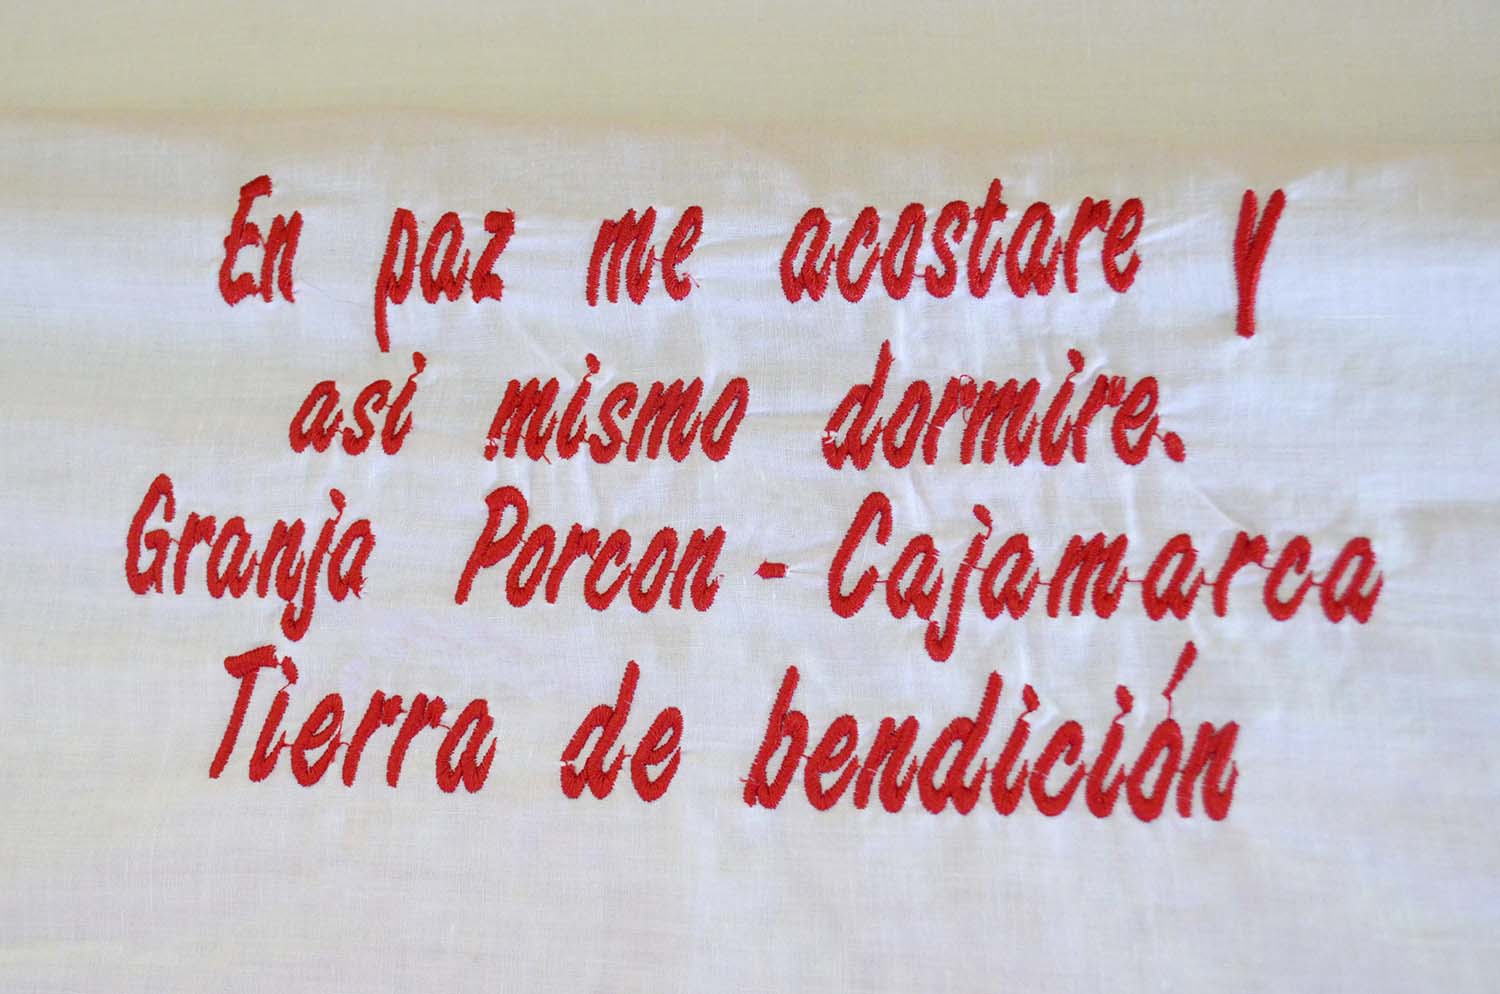 En paz me acostare y
asi mismo dormire.
Granja Porcon - Cajamarca
Tierra de bendición